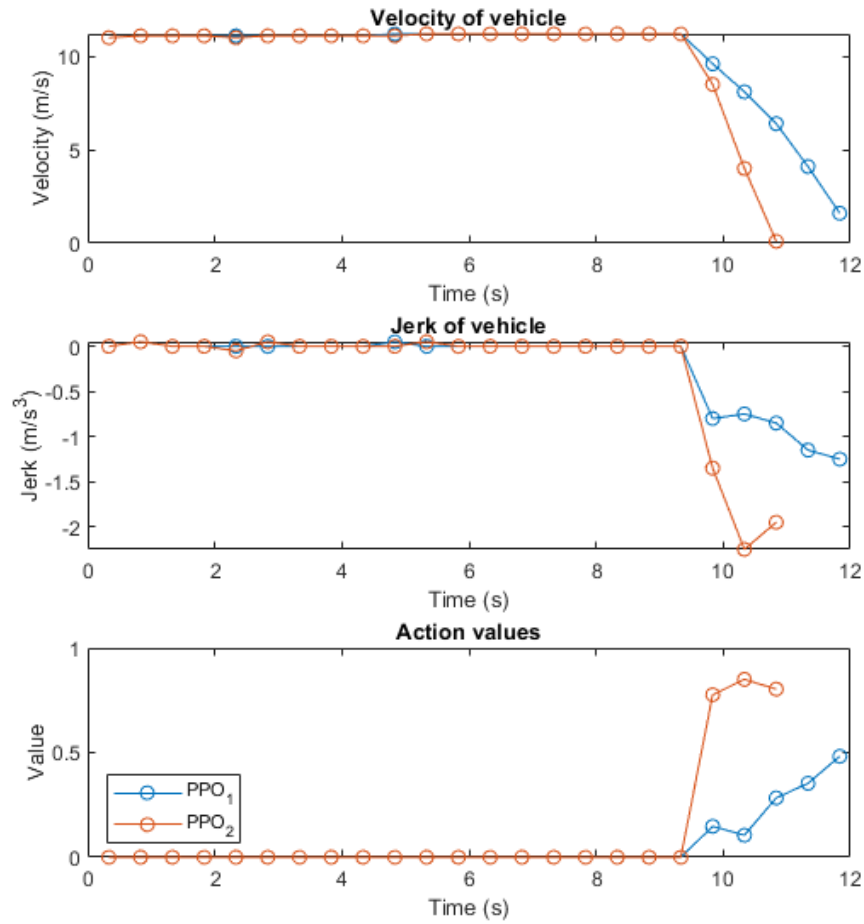 Velocity of vehicle
10
5
0
Velocity (m/s)
0 2 4 6 8 10 12
Time (s)
Jerk of vehicle
0
-0.5
-1
-1.5
-2
Jerk (m/s³)
0 2 4 6 8 10 12
Time (s)
Action values
1
0.5
0
Value
PPO₁
PPO₂
0 2 4 6 8 10 12
Time (s)